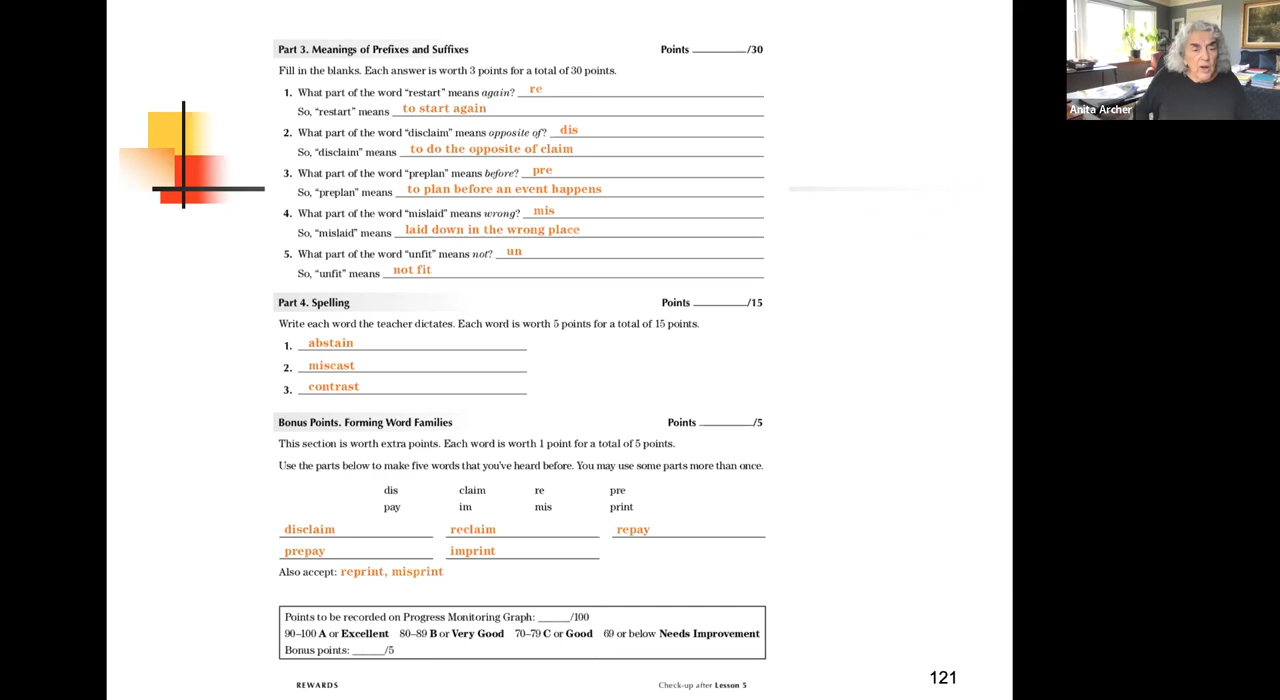 Part 3. Meanings of Prefixes and Suffixes Points ________/30
Fill in the blanks. Each answer is worth 3 points for a total of 30 points.
1. What part of the word “restart” means again? re
So, “restart” means to start again
2. What part of the word “disclaim” means opposite of? dis
So, “disclaim” means to do the opposite of claim
3. What part of the word “preplan” means before? pre
So, “preplan” means to plan before an event happens
4. What part of the word “mislaid” means wrong? mis
So, “mislaid” means laid down in the wrong place
5. What part of the word “unfit” means not? un
So, “unfit” means not fit
Part 4. Spelling Points ________/15
Write each word the teacher dictates. Each word is worth 5 points for a total of 15 points.
1. abstain
2. miscast
3. contrast
Bonus Points. Forming Word Families Points ________/5
This section is worth extra points. Each word is worth 1 point for a total of 5 points.
Use the parts below to make five words that you’ve heard before. You may use some parts more than once.
dis claim re pre
pay im mis print
disclaim reclaim repay
prepay imprint
Also accept: reprint, misprint
Points to be recorded on Progress Monitoring Graph: _____/100
90–100 A or Excellent 80–89 B or Very Good 70–79 C or Good 69 or below Needs Improvement
Bonus points: _____/5
REWARDS Check-up after Lesson 5
121
Anita Archer